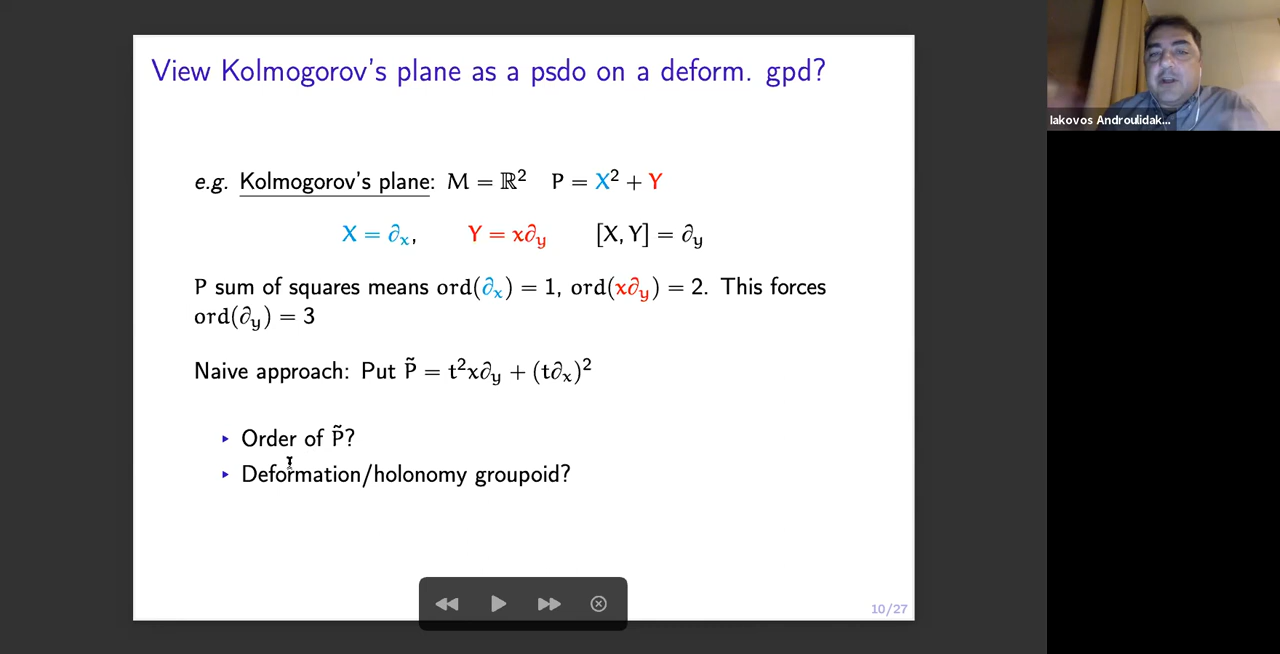 View Kolmogorov's plane as a psdo on a deform. gpd?
e.g. Kolmogorov's plane: M = ℝ² P = X² + Y
X = ∂ₓ, Y = x∂y [X, Y] = ∂y
P sum of squares means ord(∂ₓ) = 1, ord(x∂y) = 2. This forces
ord(∂y) = 3
Naive approach: Put P̃ = t²x∂y + (t∂ₓ)²
▸ Order of P̃?
▸ Deformation/holonomy groupoid?
10/27
Iakovos Androulidak...